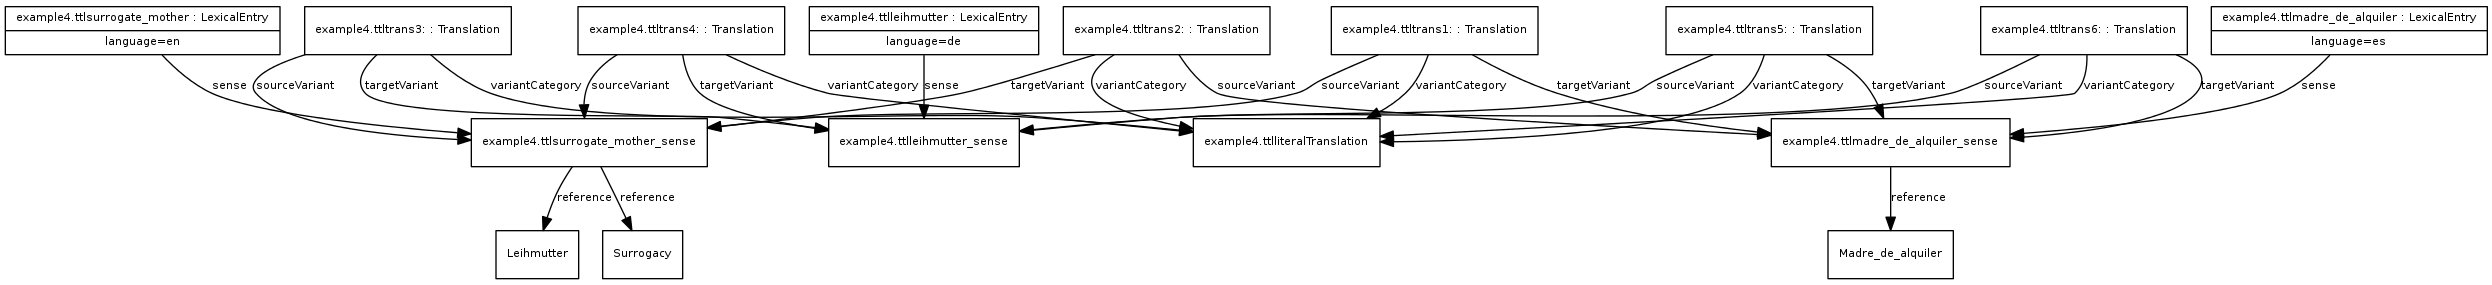 example4.ttlsurrogate_mother : LexicalEntry
language=en
example4.ttltrans3: : Translation
example4.ttltrans4: : Translation
example4.ttlleihmutter : LexicalEntry
language=de
example4.ttltrans2: : Translation
example4.ttltrans1: : Translation
example4.ttltrans5: : Translation
example4.ttltrans6: : Translation
example4.ttlmadre_de_alquiler : LexicalEntry
language=es
sense
sourceVariant
targetVariant
variantCategory
sourceVariant
targetVariant
variantCategory
sense
targetVariant
variantCategory
sourceVariant
sourceVariant
variantCategory
targetVariant
sourceVariant
variantCategory
targetVariant
sourceVariant
variantCategory
targetVariant
sense
example4.ttlsurrogate_mother_sense
example4.ttlleihmutter_sense
example4.ttlliteralTranslation
example4.ttlmadre_de_alquiler_sense
reference
reference
reference
Leihmutter
Surrogacy
Madre_de_alquiler